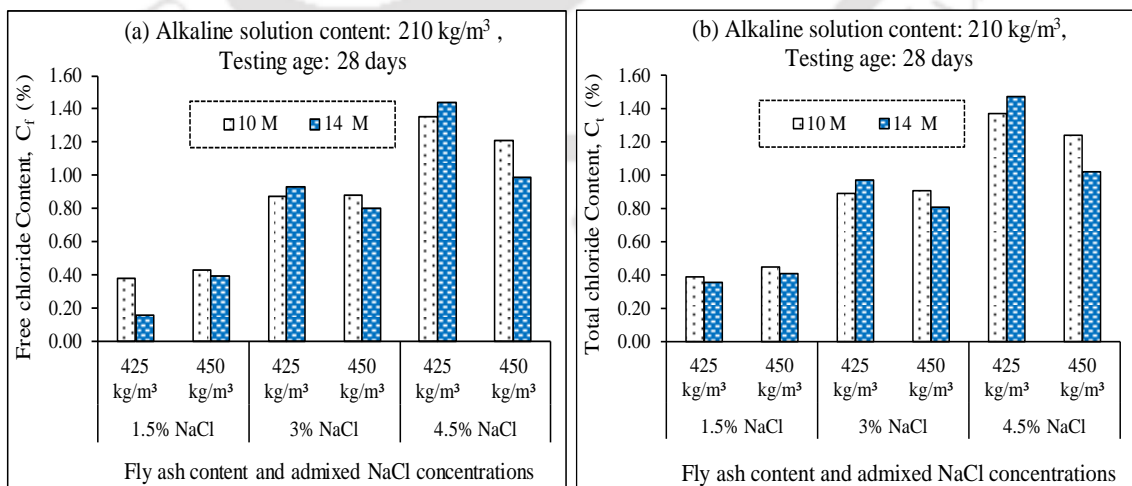 (a) Alkaline solution content: 210 kg/m³ ,
Testing age: 28 days
Free chloride Content, C_f (%)
1.60
1.40
1.20
1.00
0.80
0.60
0.40
0.20
0.00
10 M
14 M
425 kg/m³
450 kg/m³
425 kg/m³
450 kg/m³
425 kg/m³
450 kg/m³
1.5% NaCl
3% NaCl
4.5% NaCl
Fly ash content and admixed NaCl concentrations
(b) Alkaline solution content: 210 kg/m³,
Testing age: 28 days
Total chloride Content, C_t (%)
1.60
1.40
1.20
1.00
0.80
0.60
0.40
0.20
0.00
10 M
14 M
425 kg/m³
450 kg/m³
425 kg/m³
450 kg/m³
425 kg/m³
450 kg/m³
1.5% NaCl
3% NaCl
4.5% NaCl
Fly ash content and admixed NaCl concentrations